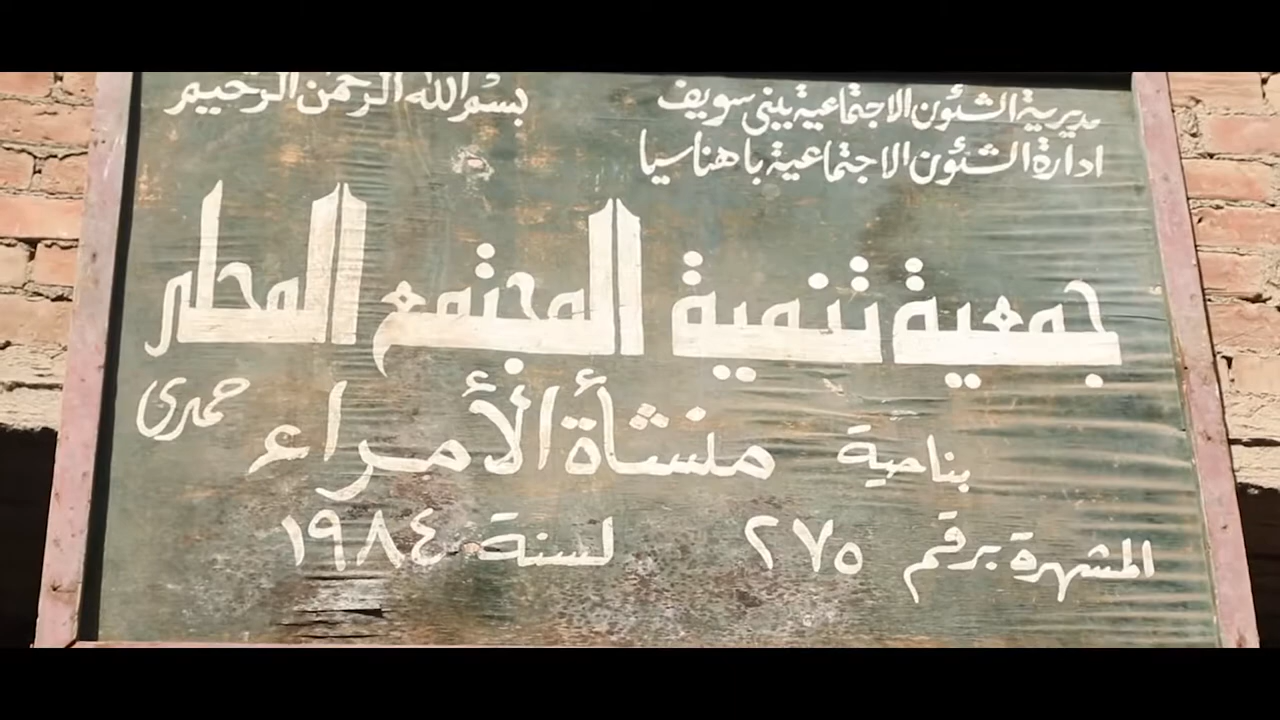 بسم الله الرحمن الرحيم
مديرية الشئون الاجتماعية ببنى سويف
ادارة الشئون الاجتماعية باهناسيا
جمعية تنمية المجتمع المحلى
بناحية منشأة الأمراء
حمدى
المشهرة برقم ٢٧٥ لسنة ١٩٨٤